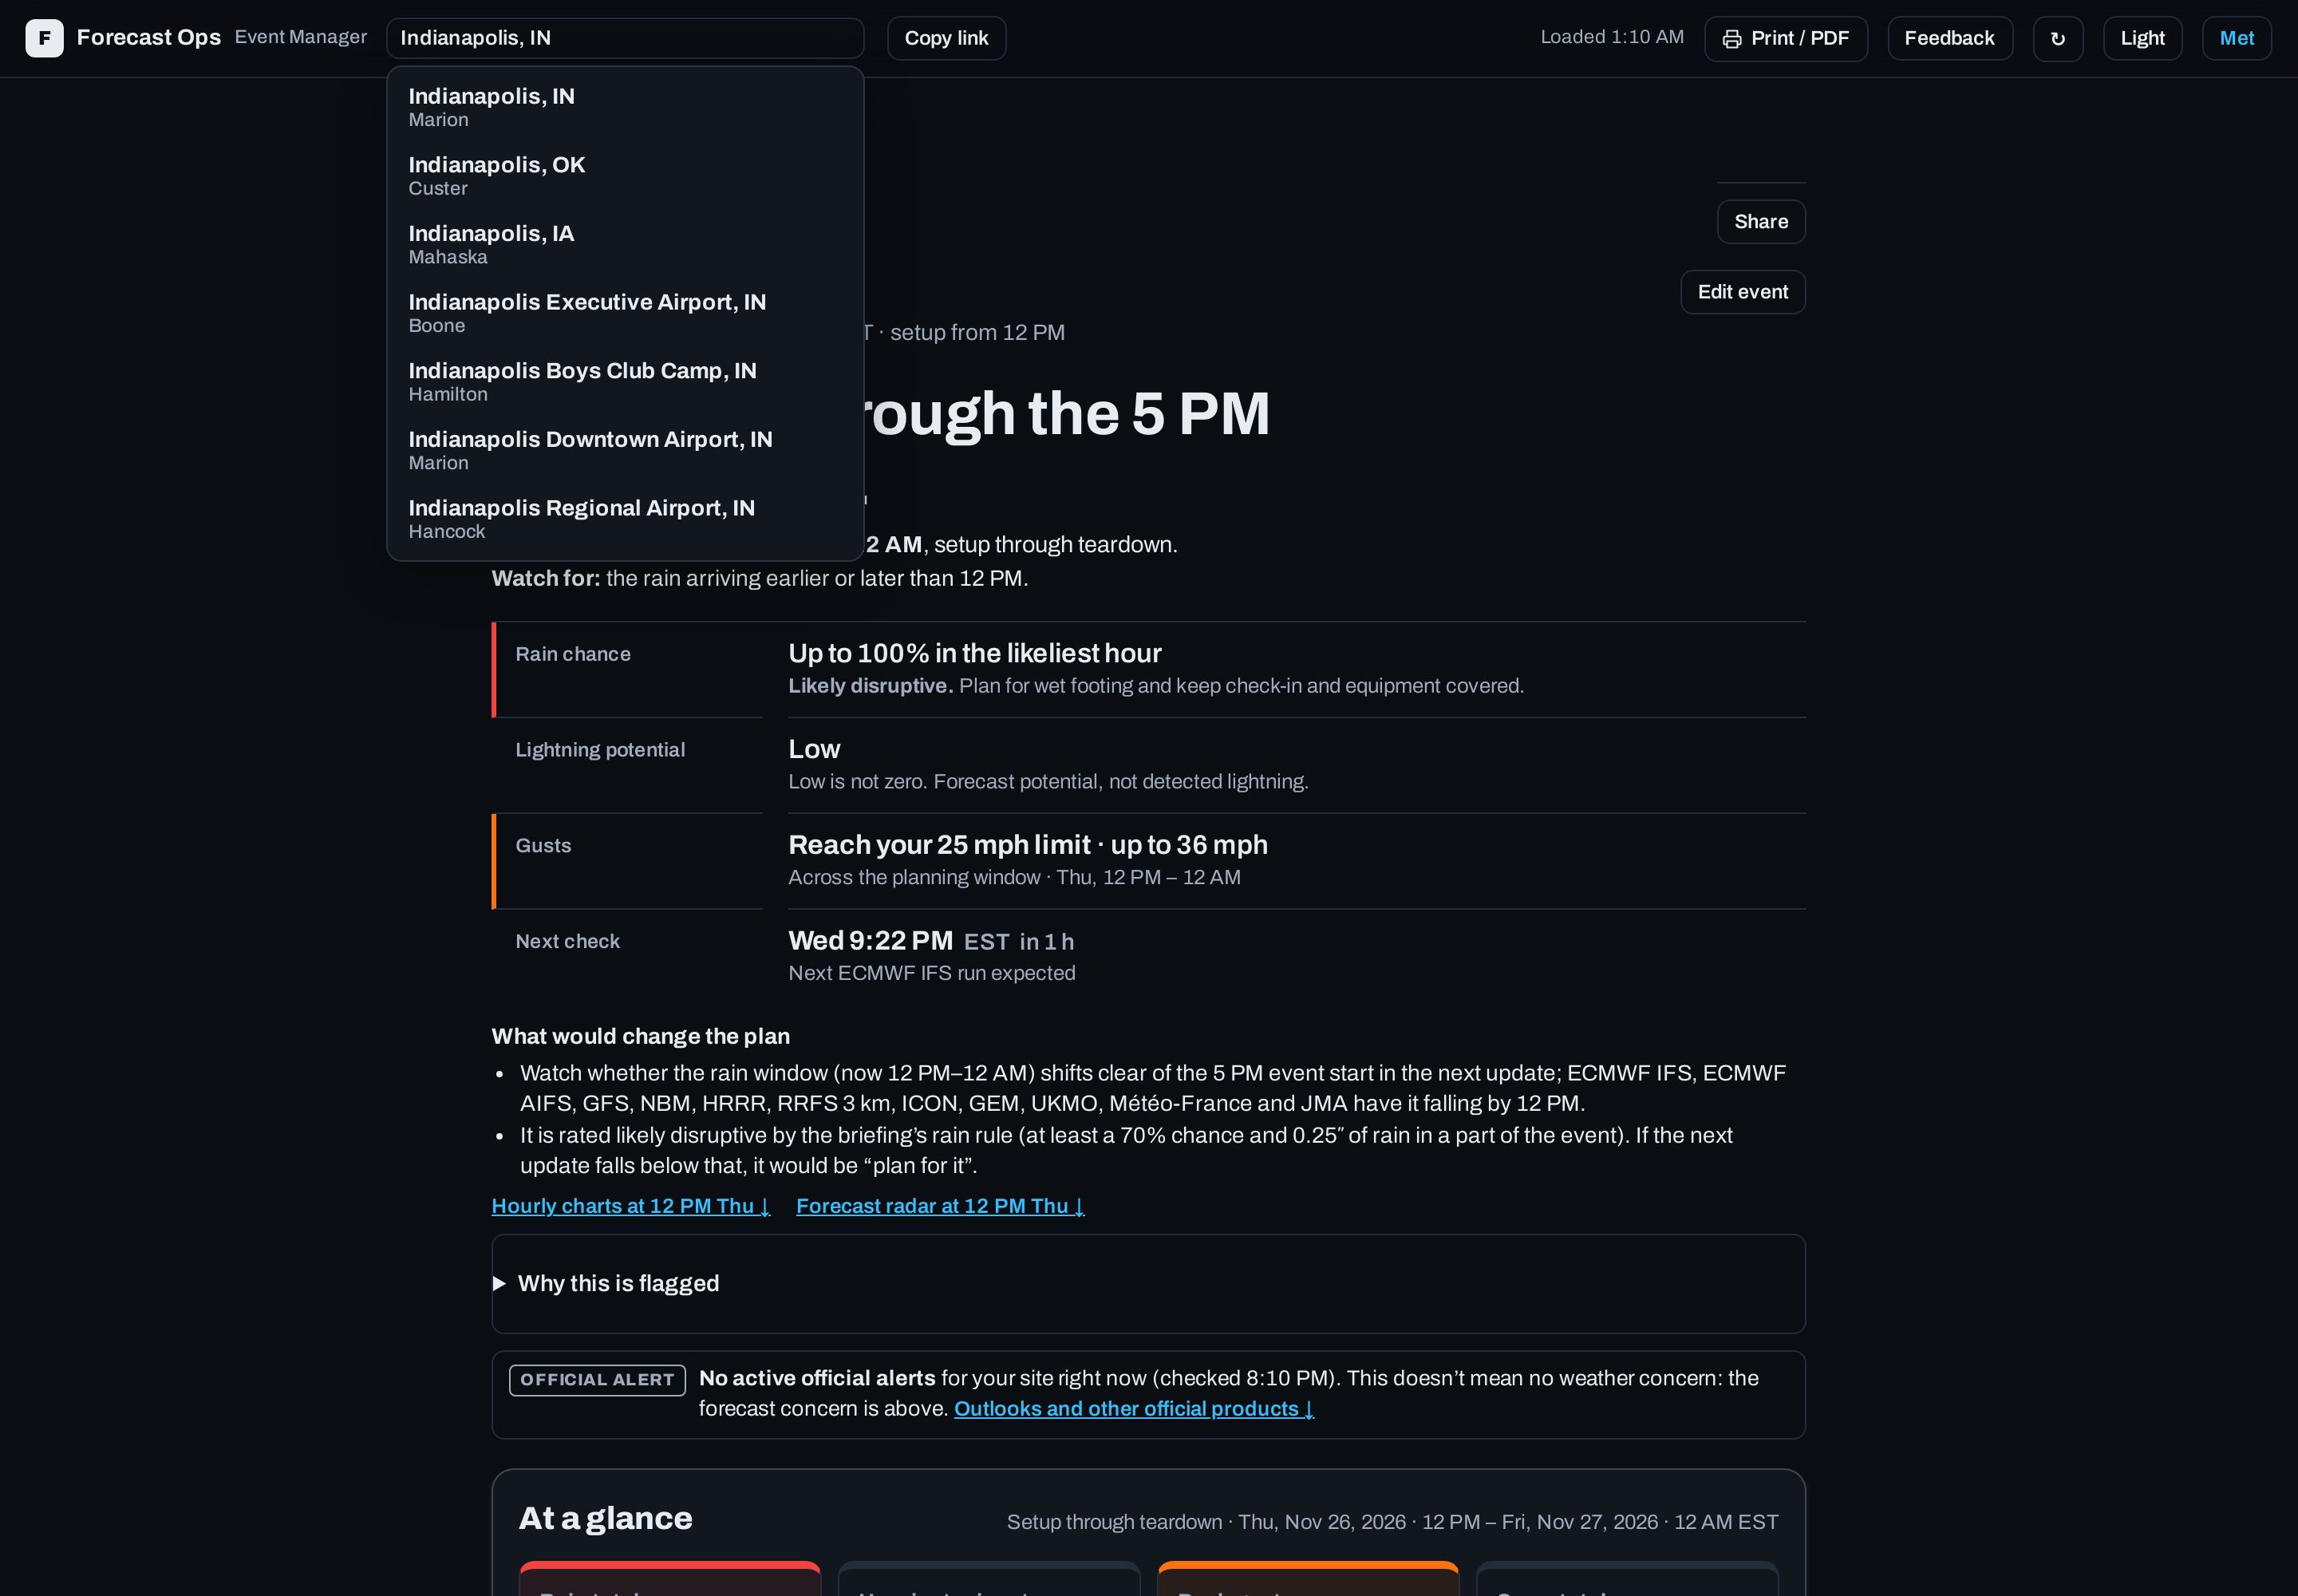 F Forecast Ops Event Manager Indianapolis, IN Copy link Loaded 1:10 AM Print / PDF Feedback ↻ Light Met
Indianapolis, IN
Marion
Indianapolis, OK
Custer
Indianapolis, IA
Mahaska
Indianapolis Executive Airport, IN
Boone
Indianapolis Boys Club Camp, IN
Hamilton
Indianapolis Downtown Airport, IN
Marion
Indianapolis Regional Airport, IN
Hancock
Share
Edit event
· setup from 12 PM
the 5 PM
AM, setup through teardown.
Watch for: the rain arriving earlier or later than 12 PM.
Rain chance
Up to 100% in the likeliest hour
Likely disruptive. Plan for wet footing and keep check-in and equipment covered.
Lightning potential
Low
Low is not zero. Forecast potential, not detected lightning.
Gusts
Reach your 25 mph limit · up to 36 mph
Across the planning window · Thu, 12 PM – 12 AM
Next check
Wed 9:22 PM EST in 1 h
Next ECMWF IFS run expected
What would change the plan
• Watch whether the rain window (now 12 PM–12 AM) shifts clear of the 5 PM event start in the next update; ECMWF IFS, ECMWF
AIFS, GFS, NBM, HRRR, RRFS 3 km, ICON, GEM, UKMO, Météo-France and JMA have it falling by 12 PM.
• It is rated likely disruptive by the briefing’s rain rule (at least a 70% chance and 0.25″ of rain in a part of the event). If the next
update falls below that, it would be “plan for it”.
Hourly charts at 12 PM Thu ↓ Forecast radar at 12 PM Thu ↓
▶ Why this is flagged
OFFICIAL ALERT No active official alerts for your site right now (checked 8:10 PM). This doesn’t mean no weather concern: the
forecast concern is above. Outlooks and other official products ↓
At a glance
Setup through teardown · Thu, Nov 26, 2026 · 12 PM – Fri, Nov 27, 2026 · 12 AM EST